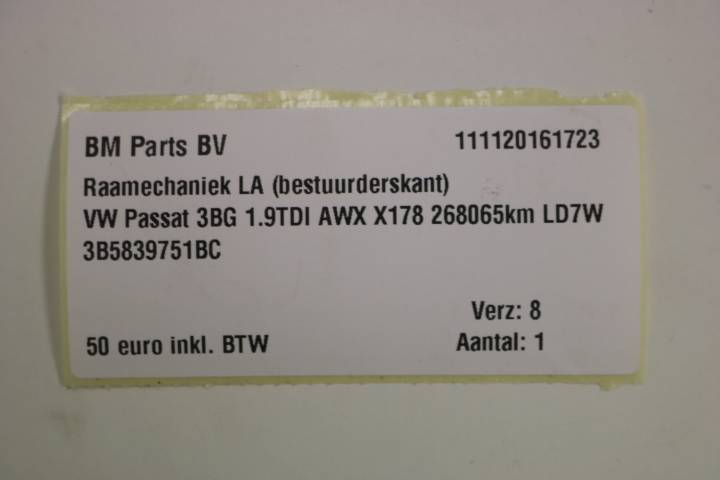 BM Parts BV 111120161723
Raamechaniek LA (bestuurderskant)
VW Passat 3BG 1.9TDI AWX X178 268065km LD7W
3B5839751BC
Verz: 8
50 euro inkl. BTW Aantal: 1